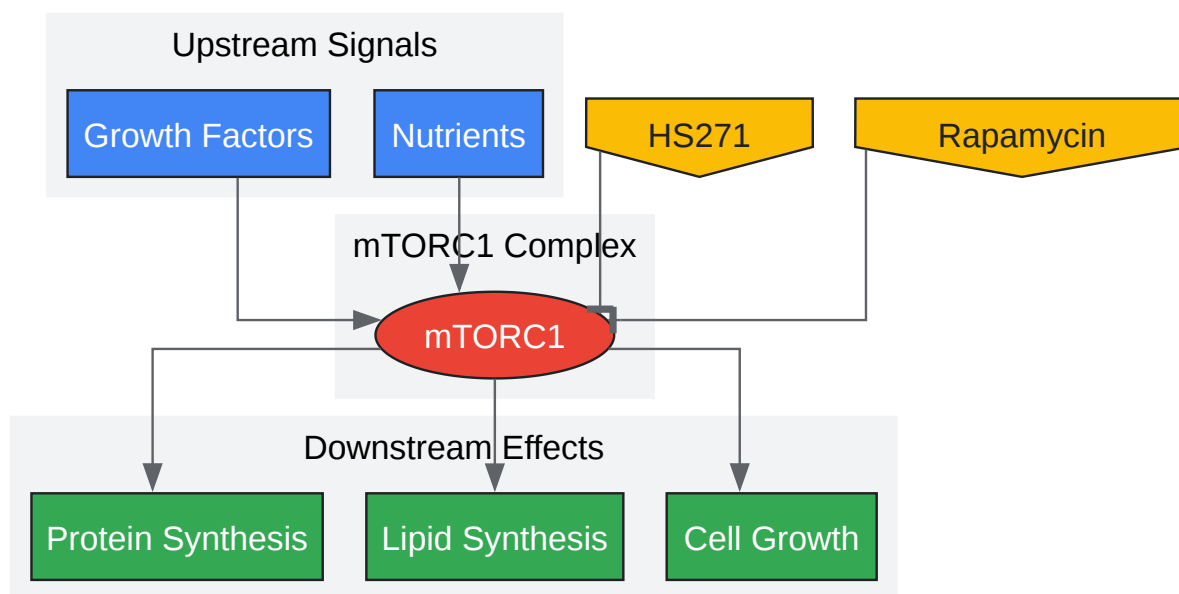 Upstream Signals
Growth Factors
Nutrients
HS271
Rapamycin
mTORC1 Complex
mTORC1
Downstream Effects
Protein Synthesis
Lipid Synthesis
Cell Growth